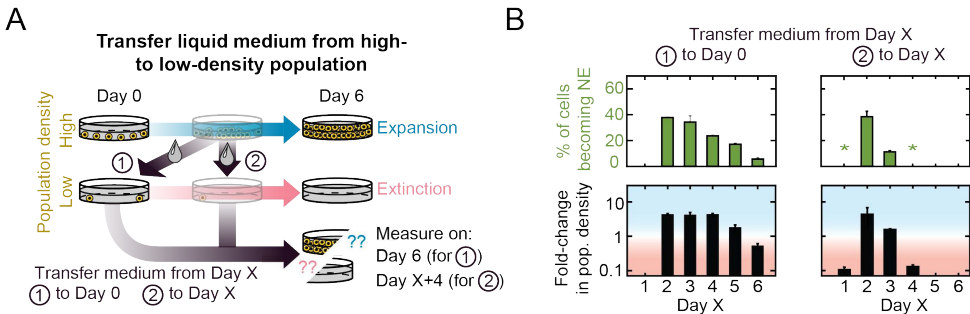 A
Transfer liquid medium from high-
to low-density population
Day 0
Day 6
Population density
High
Low
Expansion
1
2
Extinction
??
??
Measure on:
Day 6 (for 1)
Day X+4 (for 2)
Transfer medium from Day X
1 to Day 0 2 to Day X
B
Transfer medium from Day X
1 to Day 0 2 to Day X
% of cells
becoming NE
60
40
20
0
* *
Fold-change
in pop. density
10
1
0.1
1 2 3 4 5 6 1 2 3 4 5 6
Day X Day X